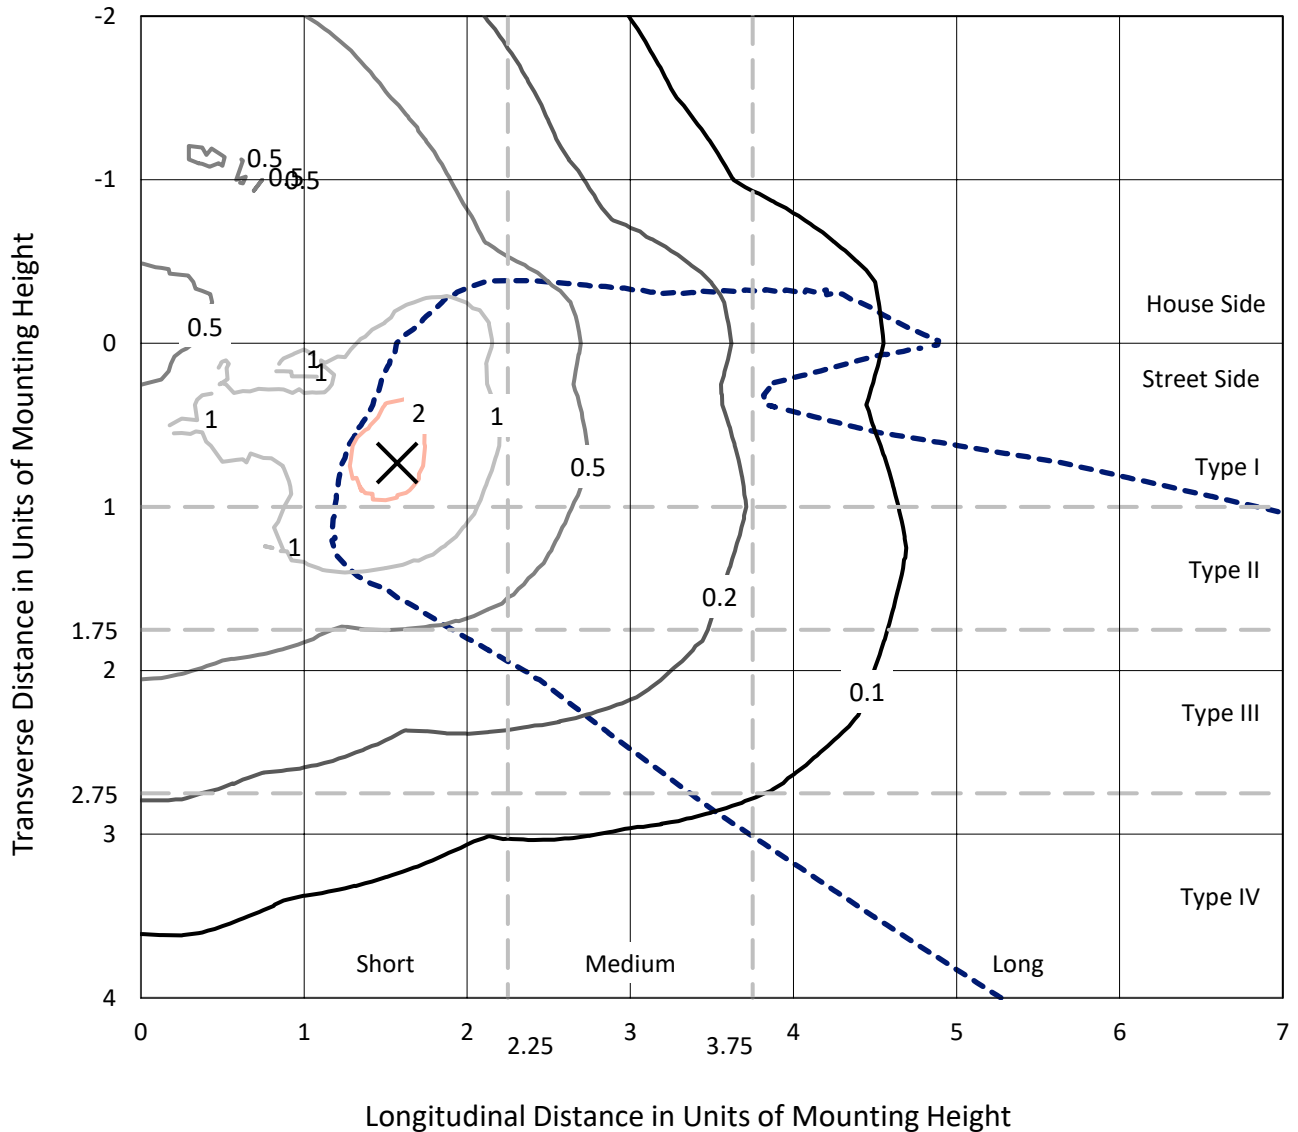 -2
0.5
0.5
0.5
-1
House Side
0.5
0
1
1
Street Side
2
1
1
Type I
0.5
1
1
Type II
0.2
1.75
2
0.1
Type III
2.75
3
Type IV
Short
Medium
Long
4
0
1
2
2.25
3
3.75
4
5
6
7
Transverse Distance in Units of Mounting Height
Longitudinal Distance in Units of Mounting Height